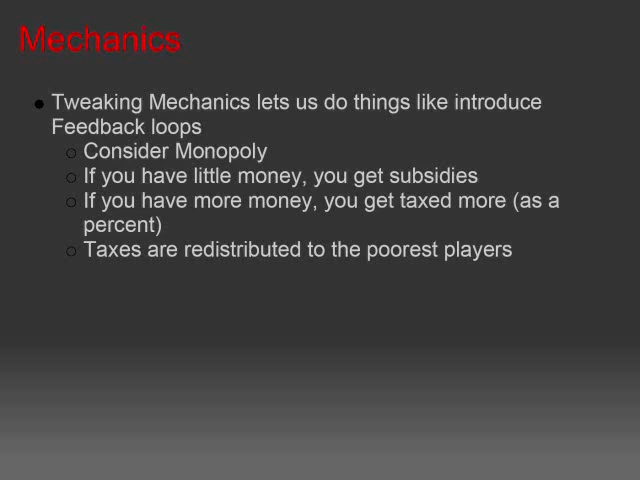 Mechanics
Tweaking Mechanics lets us do things like introduce
Feedback loops
Consider Monopoly
If you have little money, you get subsidies
If you have more money, you get taxed more (as a
percent)
Taxes are redistributed to the poorest players